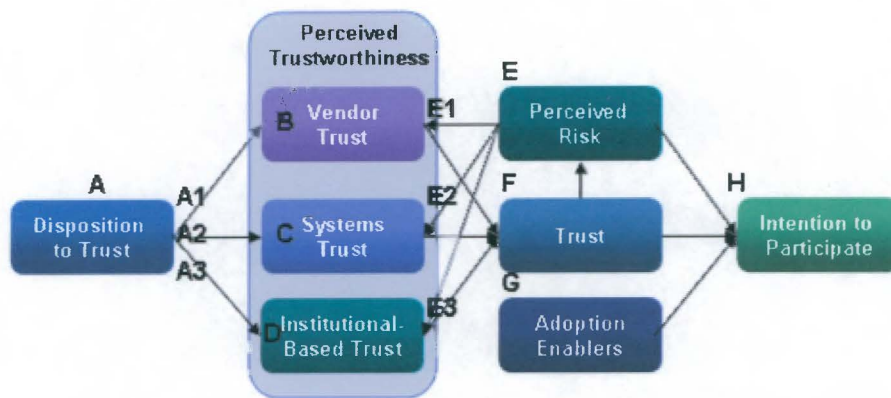 Perceived
Trustworthiness
E
B
Vendor
Trust
E1
Perceived
Risk
A
A1
F
H
Disposition
to Trust
A2
C
Systems
Trust
E2
Trust
Intention to
Participate
A3
G
D
Institutional-
Based Trust
E3
Adoption
Enablers